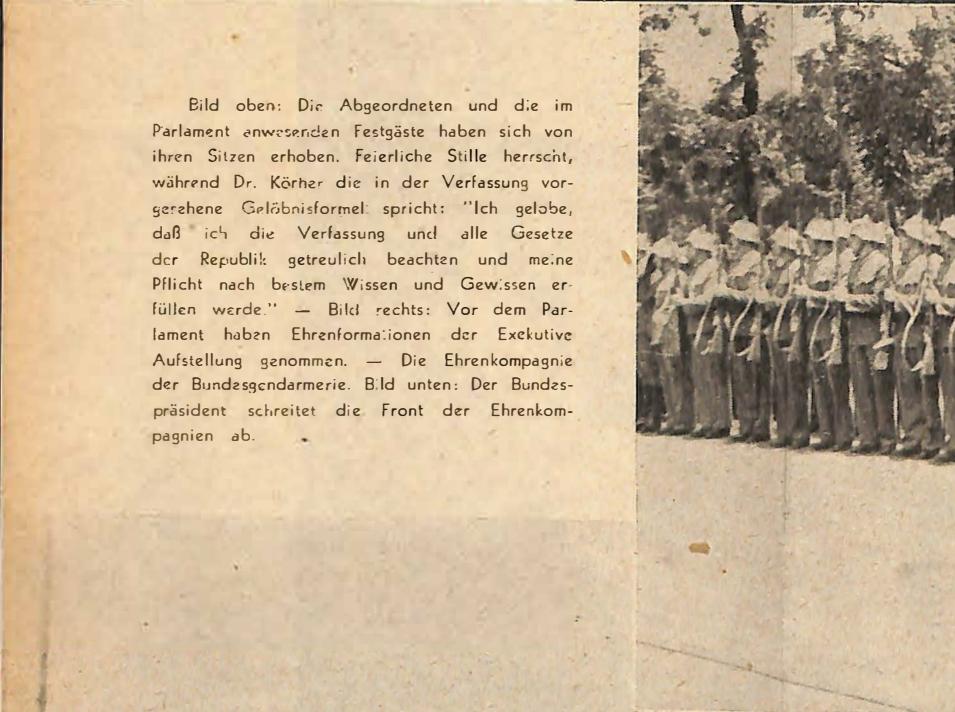 Bild oben: Die Abgeordneten und die im
Parlament anwesenden Festgäste haben sich von
ihren Sitzen erhoben. Feierliche Stille herrscht,
während Dr. Körner die in der Verfassung vor-
gesehene Gelöbnisformel spricht: "Ich gelobe,
daß ich die Verfassung und alle Gesetze
der Republik getreulich beachten und meine
Pflicht nach bestem Wissen und Gewissen er-
füllen werde." — Bild rechts: Vor dem Par-
lament haben Ehrenformationen der Exekutive
Aufstellung genommen. — Die Ehrenkompagnie
der Bundesgendarmerie. Bild unten: Der Bundes-
präsident schreitet die Front der Ehrenkom-
pagnien ab.